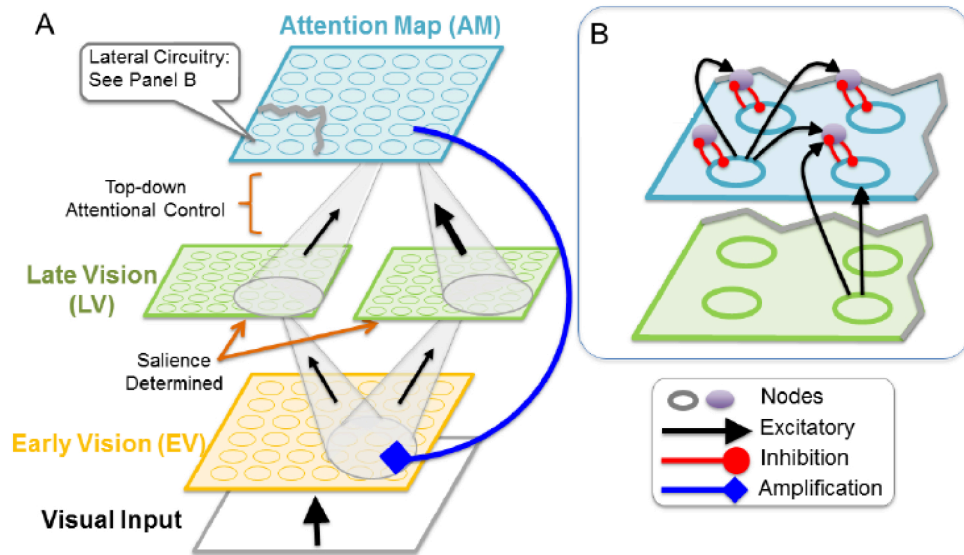 A
Attention Map (AM)
Lateral Circuitry:
See Panel B
Top-down
Attentional Control
Late Vision
(LV)
Salience
Determined
Early Vision (EV)
Visual Input
B
Nodes
Excitatory
Inhibition
Amplification